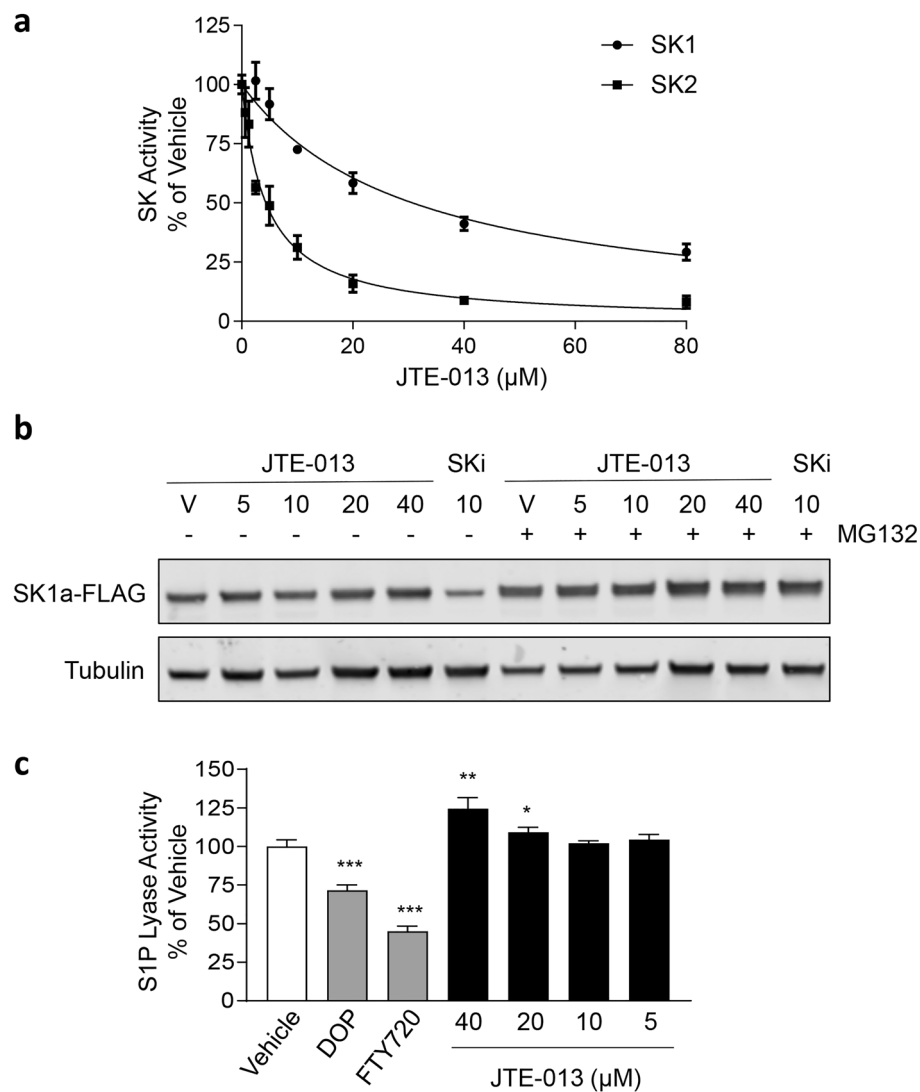 a
SK Activity
% of Vehicle
125
100
75
50
25
0
0 20 40 60 80
JTE-013 (µM)
SK1
SK2
b
JTE-013 SKi JTE-013 SKi
V 5 10 20 40 10 V 5 10 20 40 10
- - - - - - + + + + + + MG132
SK1a-FLAG
Tubulin
c
S1P Lyase Activity
% of Vehicle
150
125
100
75
50
25
0
*** *** ** *
Vehicle DOP FTY720 40 20 10 5
JTE-013 (µM)